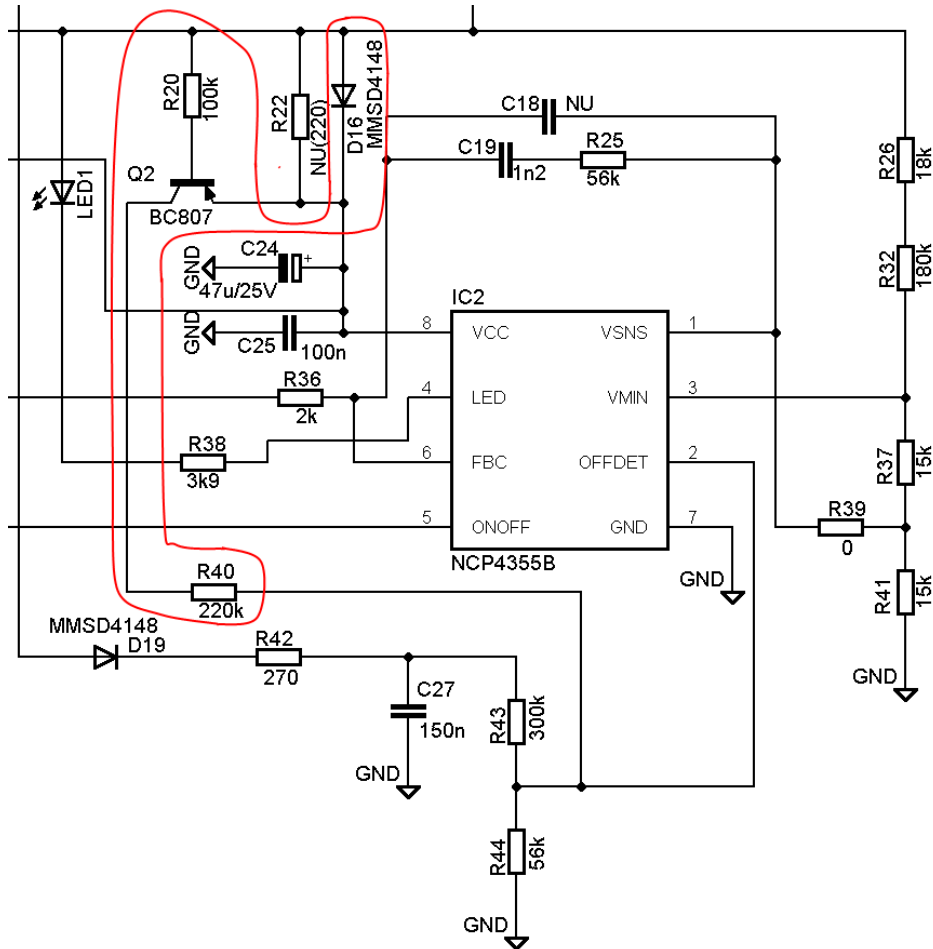 R20
100k
R22
NU(220)
D16
MMSD4148
C18
NU
C19
1n2
R25
56k
R26
18k
Q2
BC807
LED1
GND
C24
+
47u/25V
R32
180k
GND
C25
100n
IC2
8
VCC
VSNS
1
R36
2k
4
LED
VMIN
3
R38
3k9
6
FBC
OFFDET
2
R37
15k
5
ONOFF
GND
7
R39
0
NCP4355B
R40
220k
GND
R41
15k
MMSD4148
D19
R42
270
GND
C27
150n
R43
300k
GND
R44
56k
GND